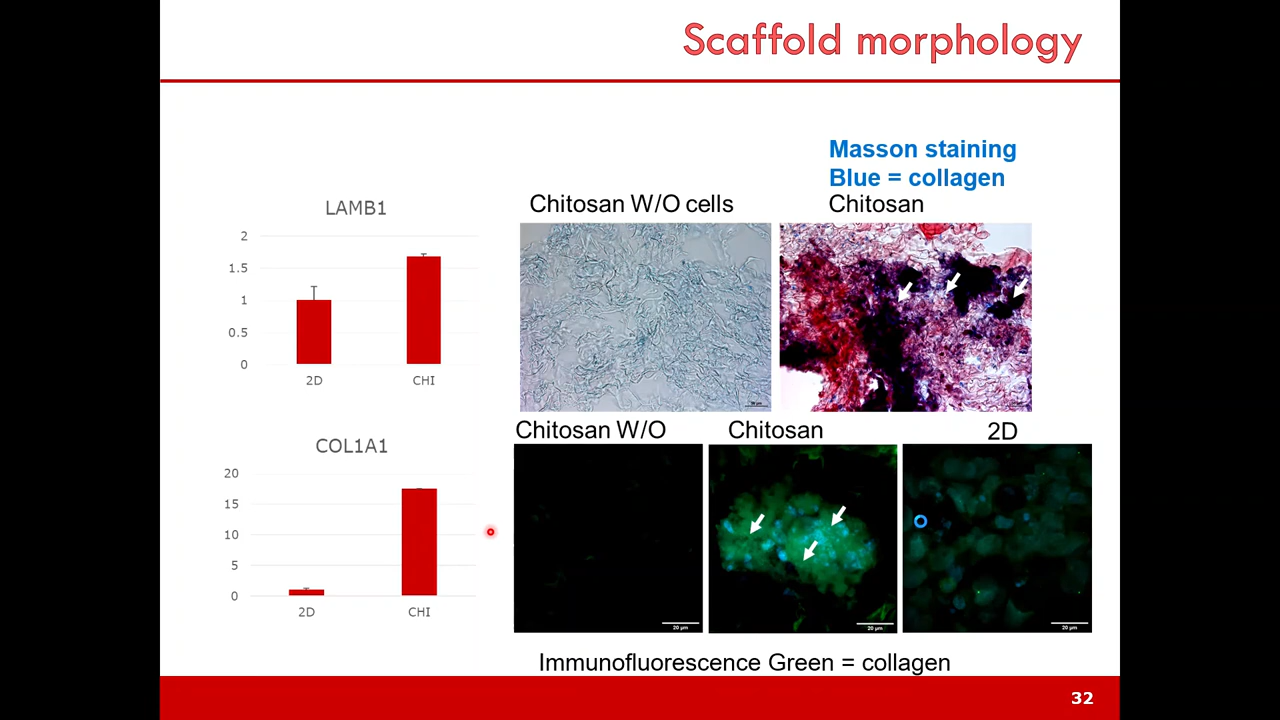 Scaffold morphology
Masson staining
Blue = collagen
Chitosan W/O cells
Chitosan
LAMB1
2
1.5
1
0.5
0
2D
CHI
COL1A1
20
15
10
5
0
2D
CHI
Chitosan W/O
Chitosan
2D
20 µm
20 µm
20 µm
Immunofluorescence Green = collagen
32